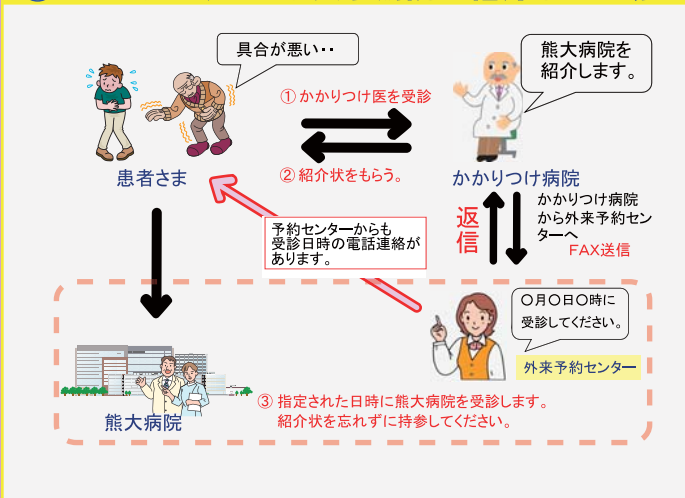 具合が悪い・・
熊大病院を
紹介します。
① かかりつけ医を受診
② 紹介状をもらう。
患者さま
かかりつけ病院
返信
かかりつけ病院
から外来予約セン
ターへ
FAX送信
予約センターからも
受診日時の電話連絡が
あります。
〇月〇日〇時に
受診してください。
外来予約センター
熊大病院
③ 指定された日時に熊大病院を受診します。
紹介状を忘れずに持参してください。